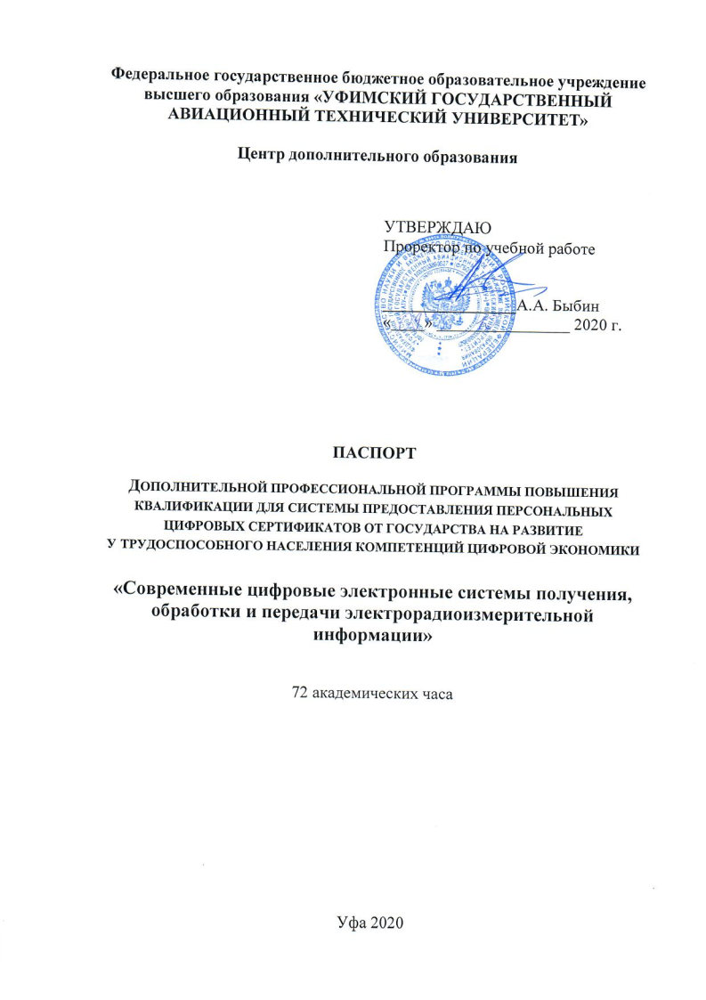 Федеральное государственное бюджетное образовательное учреждение
высшего образования «УФИМСКИЙ ГОСУДАРСТВЕННЫЙ
АВИАЦИОННЫЙ ТЕХНИЧЕСКИЙ УНИВЕРСИТЕТ»
Центр дополнительного образования
УТВЕРЖДАЮ
Проректор по учебной работе
А.А. Быбин
«____» ________________ 2020 г.
ПАСПОРТ
ДОПОЛНИТЕЛЬНОЙ ПРОФЕССИОНАЛЬНОЙ ПРОГРАММЫ ПОВЫШЕНИЯ
КВАЛИФИКАЦИИ ДЛЯ СИСТЕМЫ ПРЕДОСТАВЛЕНИЯ ПЕРСОНАЛЬНЫХ
ЦИФРОВЫХ СЕРТИФИКАТОВ ОТ ГОСУДАРСТВА НА РАЗВИТИЕ
У ТРУДОСПОСОБНОГО НАСЕЛЕНИЯ КОМПЕТЕНЦИЙ ЦИФРОВОЙ ЭКОНОМИКИ
«Современные цифровые электронные системы получения,
обработки и передачи электрорадиоизмерительной
информации»
72 академических часа
Уфа 2020